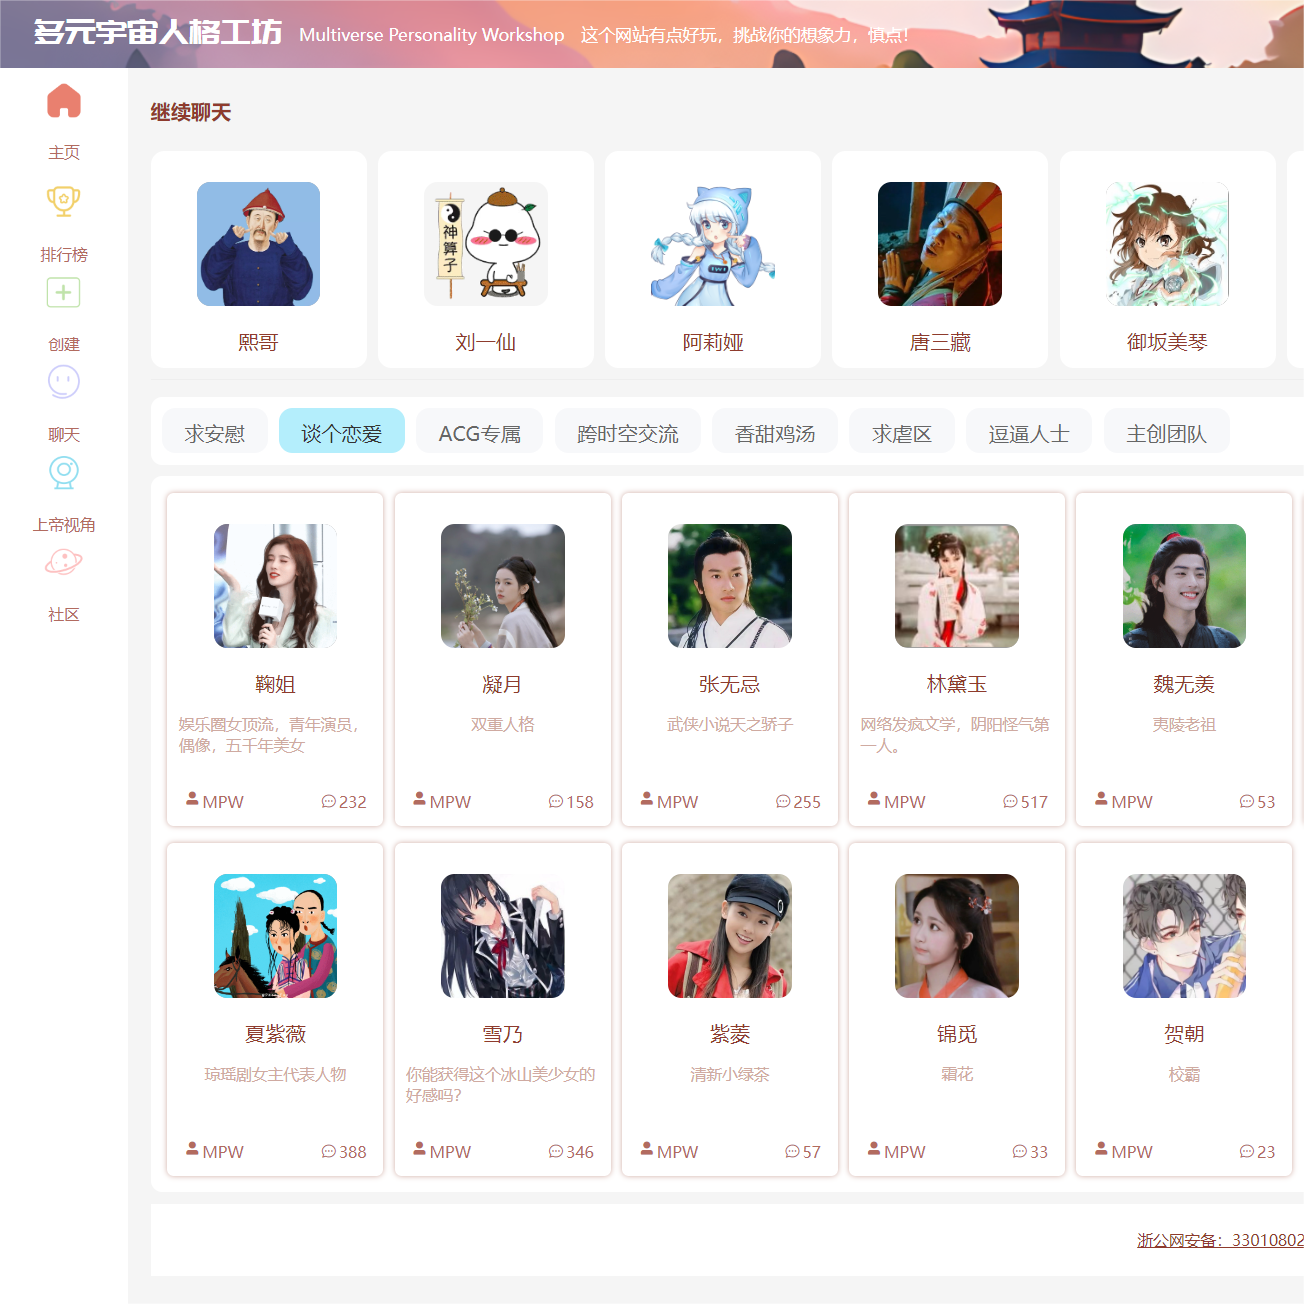 多元宇宙人格工坊 Multiverse Personality Workshop 这个网站有点好玩，挑战你的想象力，慎点！
主页
排行榜
创建
聊天
上帝视角
社区
继续聊天
神算子
熙哥
刘一仙
阿莉娅
唐三藏
御坂美琴
求安慰
谈个恋爱
ACG专属
跨时空交流
香甜鸡汤
求虐区
逗逼人士
主创团队
鞠姐
娱乐圈女顶流，青年演员，
偶像，五千年美女
MPW 232
凝月
双重人格
MPW 158
张无忌
武侠小说天之骄子
MPW 255
林黛玉
网络发疯文学，阴阳怪气第
一人。
MPW 517
魏无羡
夷陵老祖
MPW 53
夏紫薇
琼瑶剧女主代表人物
MPW 388
雪乃
你能获得这个冰山美少女的
好感吗？
MPW 346
紫菱
清新小绿茶
MPW 57
锦觅
霜花
MPW 33
贺朝
校霸
MPW 23
浙公网安备：33010802